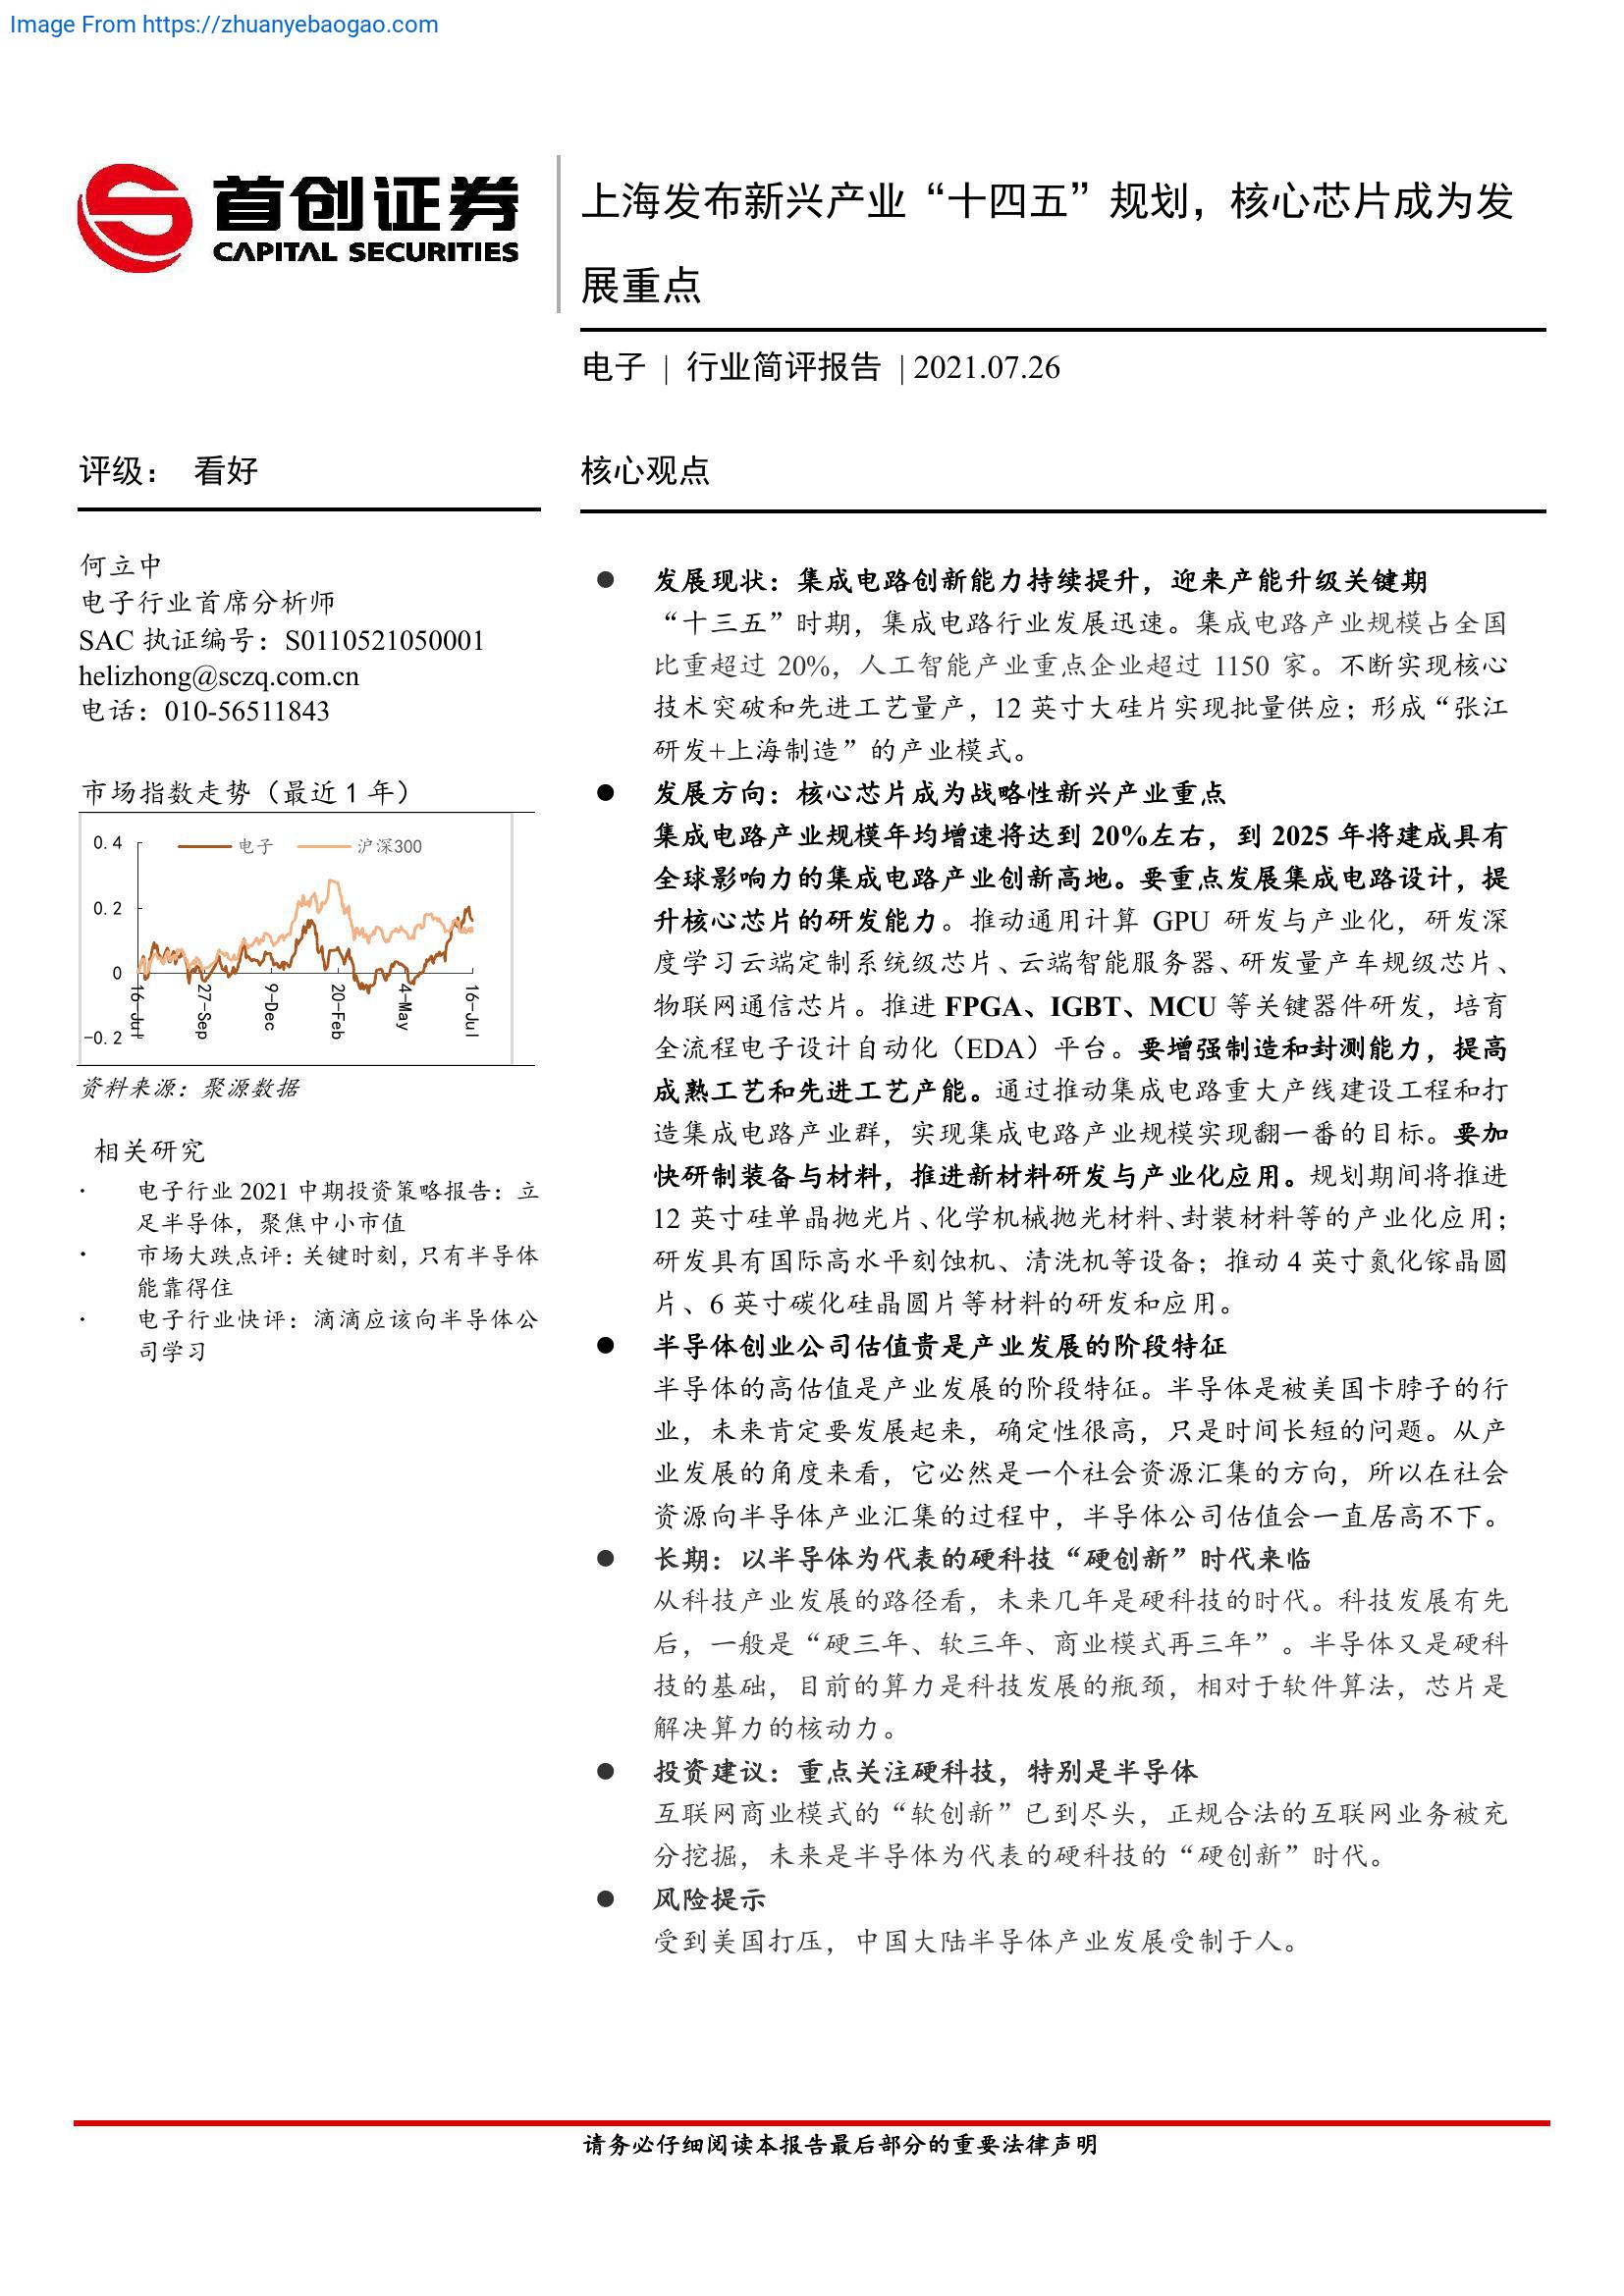 Image From https://zhuanyebaogao.com
首创证券
CAPITAL SECURITIES
上海发布新兴产业“十四五”规划，核心芯片成为发
展重点
电子 | 行业简评报告 | 2021.07.26
评级： 看好
何立中
电子行业首席分析师
SAC 执证编号：S0110521050001
helizhong@sczq.com.cn
电话：010-56511843
市场指数走势（最近 1 年）
电子 沪深300
0.4
0.2
0
-0.2
16-Jul
27-Sep
9-Dec
20-Feb
4-May
16-Jul
资料来源：聚源数据
相关研究
· 电子行业 2021 中期投资策略报告：立
足半导体，聚焦中小市值
· 市场大跌点评：关键时刻，只有半导体
能靠得住
· 电子行业快评：滴滴应该向半导体公
司学习
核心观点
● 发展现状：集成电路创新能力持续提升，迎来产能升级关键期
“十三五”时期，集成电路行业发展迅速。集成电路产业规模占全国
比重超过 20%，人工智能产业重点企业超过 1150 家。不断实现核心
技术突破和先进工艺量产，12 英寸大硅片实现批量供应；形成“张江
研发+上海制造”的产业模式。
● 发展方向：核心芯片成为战略性新兴产业重点
集成电路产业规模年均增速将达到 20%左右，到 2025 年将建成具有
全球影响力的集成电路产业创新高地。要重点发展集成电路设计，提
升核心芯片的研发能力。推动通用计算 GPU 研发与产业化，研发深
度学习云端定制系统级芯片、云端智能服务器、研发量产车规级芯片、
物联网通信芯片。推进 FPGA、IGBT、MCU 等关键器件研发，培育
全流程电子设计自动化（EDA）平台。要增强制造和封测能力，提高
成熟工艺和先进工艺产能。通过推动集成电路重大产线建设工程和打
造集成电路产业群，实现集成电路产业规模实现翻一番的目标。要加
快研制装备与材料，推进新材料研发与产业化应用。规划期间将推进
12 英寸硅单晶抛光片、化学机械抛光材料、封装材料等的产业化应用；
研发具有国际高水平刻蚀机、清洗机等设备；推动 4 英寸氮化镓晶圆
片、6 英寸碳化硅晶圆片等材料的研发和应用。
● 半导体创业公司估值贵是产业发展的阶段特征
半导体的高估值是产业发展的阶段特征。半导体是被美国卡脖子的行
业，未来肯定要发展起来，确定性很高，只是时间长短的问题。从产
业发展的角度来看，它必然是一个社会资源汇集的方向，所以在社会
资源向半导体产业汇集的过程中，半导体公司估值会一直居高不下。
● 长期：以半导体为代表的硬科技“硬创新”时代来临
从科技产业发展的路径看，未来几年是硬科技的时代。科技发展有先
后，一般是“硬三年、软三年、商业模式再三年”。半导体又是硬科
技的基础，目前的算力是科技发展的瓶颈，相对于软件算法，芯片是
解决算力的核动力。
● 投资建议：重点关注硬科技，特别是半导体
互联网商业模式的“软创新”已到尽头，正规合法的互联网业务被充
分挖掘，未来是半导体为代表的硬科技的“硬创新”时代。
● 风险提示
受到美国打压，中国大陆半导体产业发展受制于人。
请务必仔细阅读本报告最后部分的重要法律声明